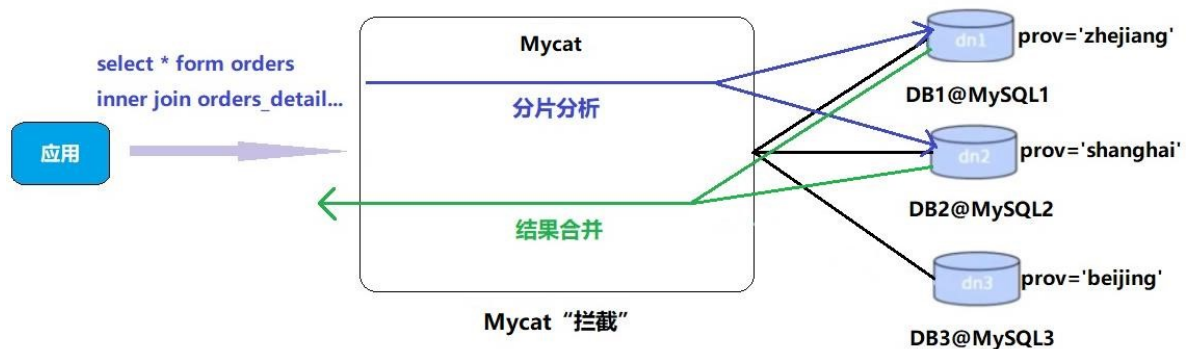 Mycat
select * form orders
inner join orders_detail...
分片分析
应用
结果合并
Mycat“拦截”
dn1
prov='zhejiang'
DB1@MySQL1
dn2
prov='shanghai'
DB2@MySQL2
dn3
prov='beijing'
DB3@MySQL3